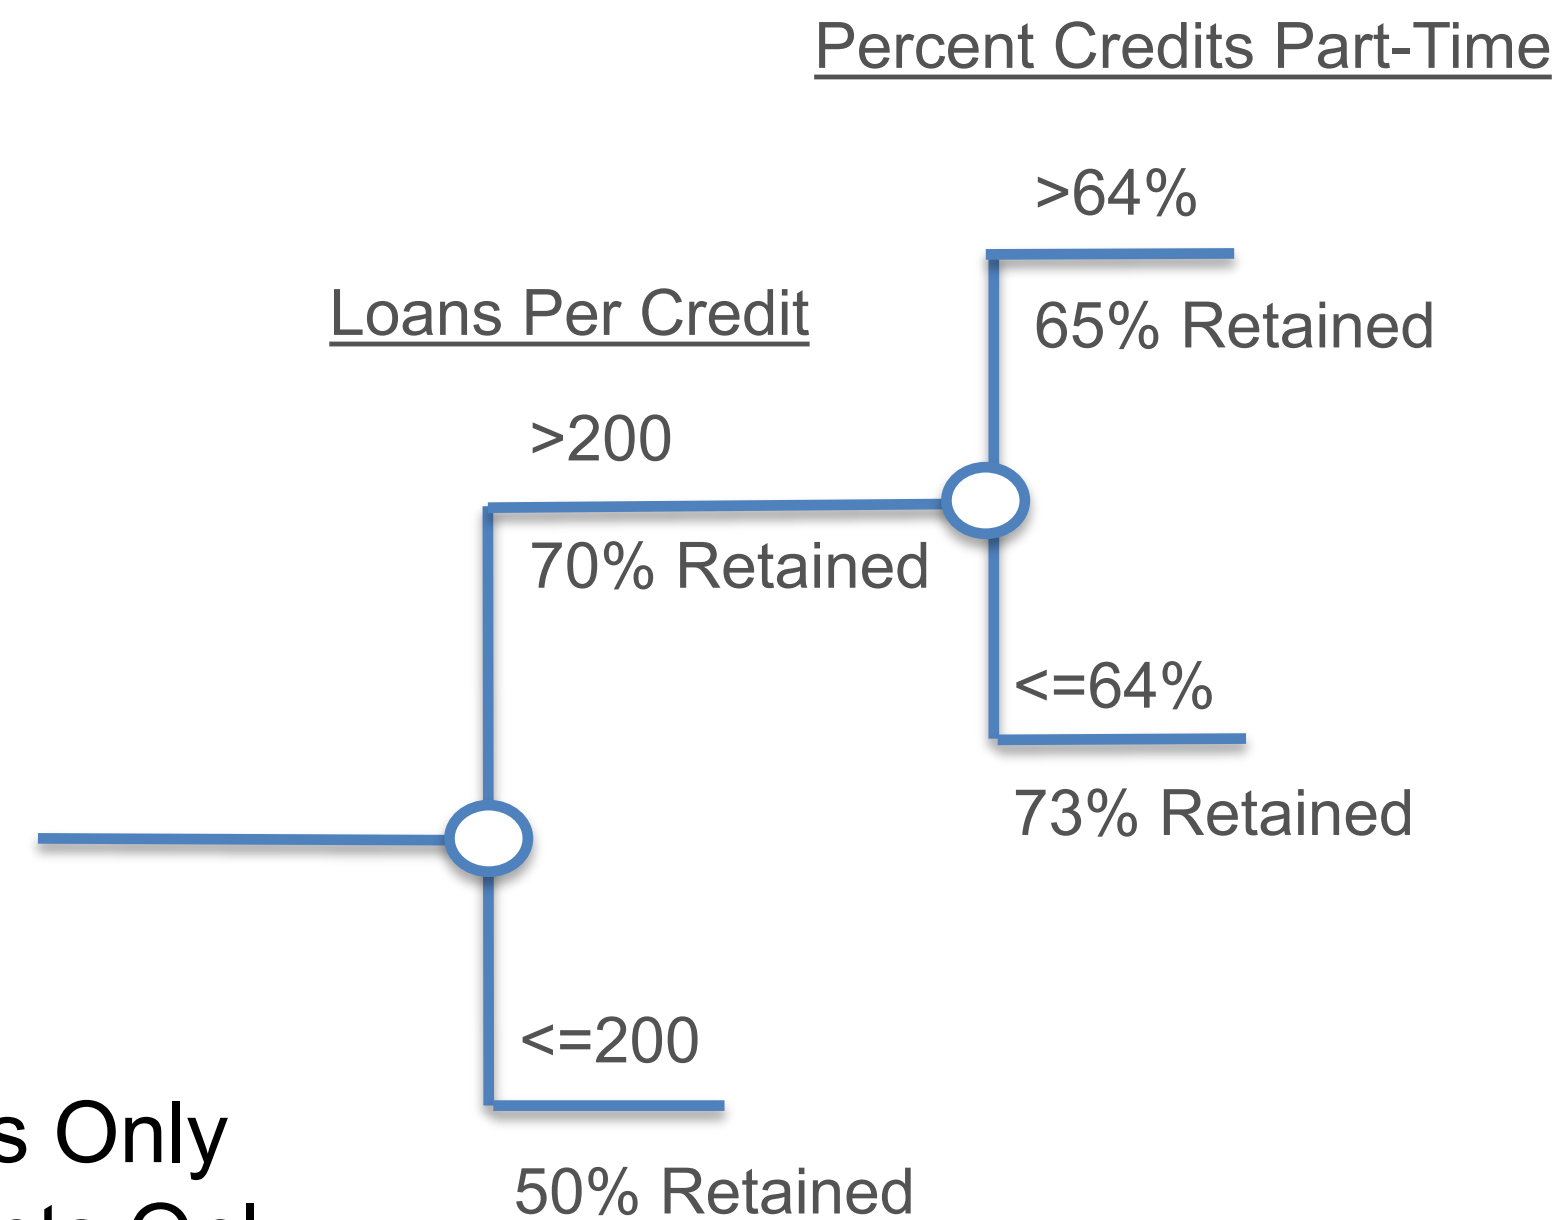 Percent Credits Part-Time
>64%
65% Retained
Loans Per Credit
>200
70% Retained
<=64%
73% Retained
<=200
50% Retained
Only